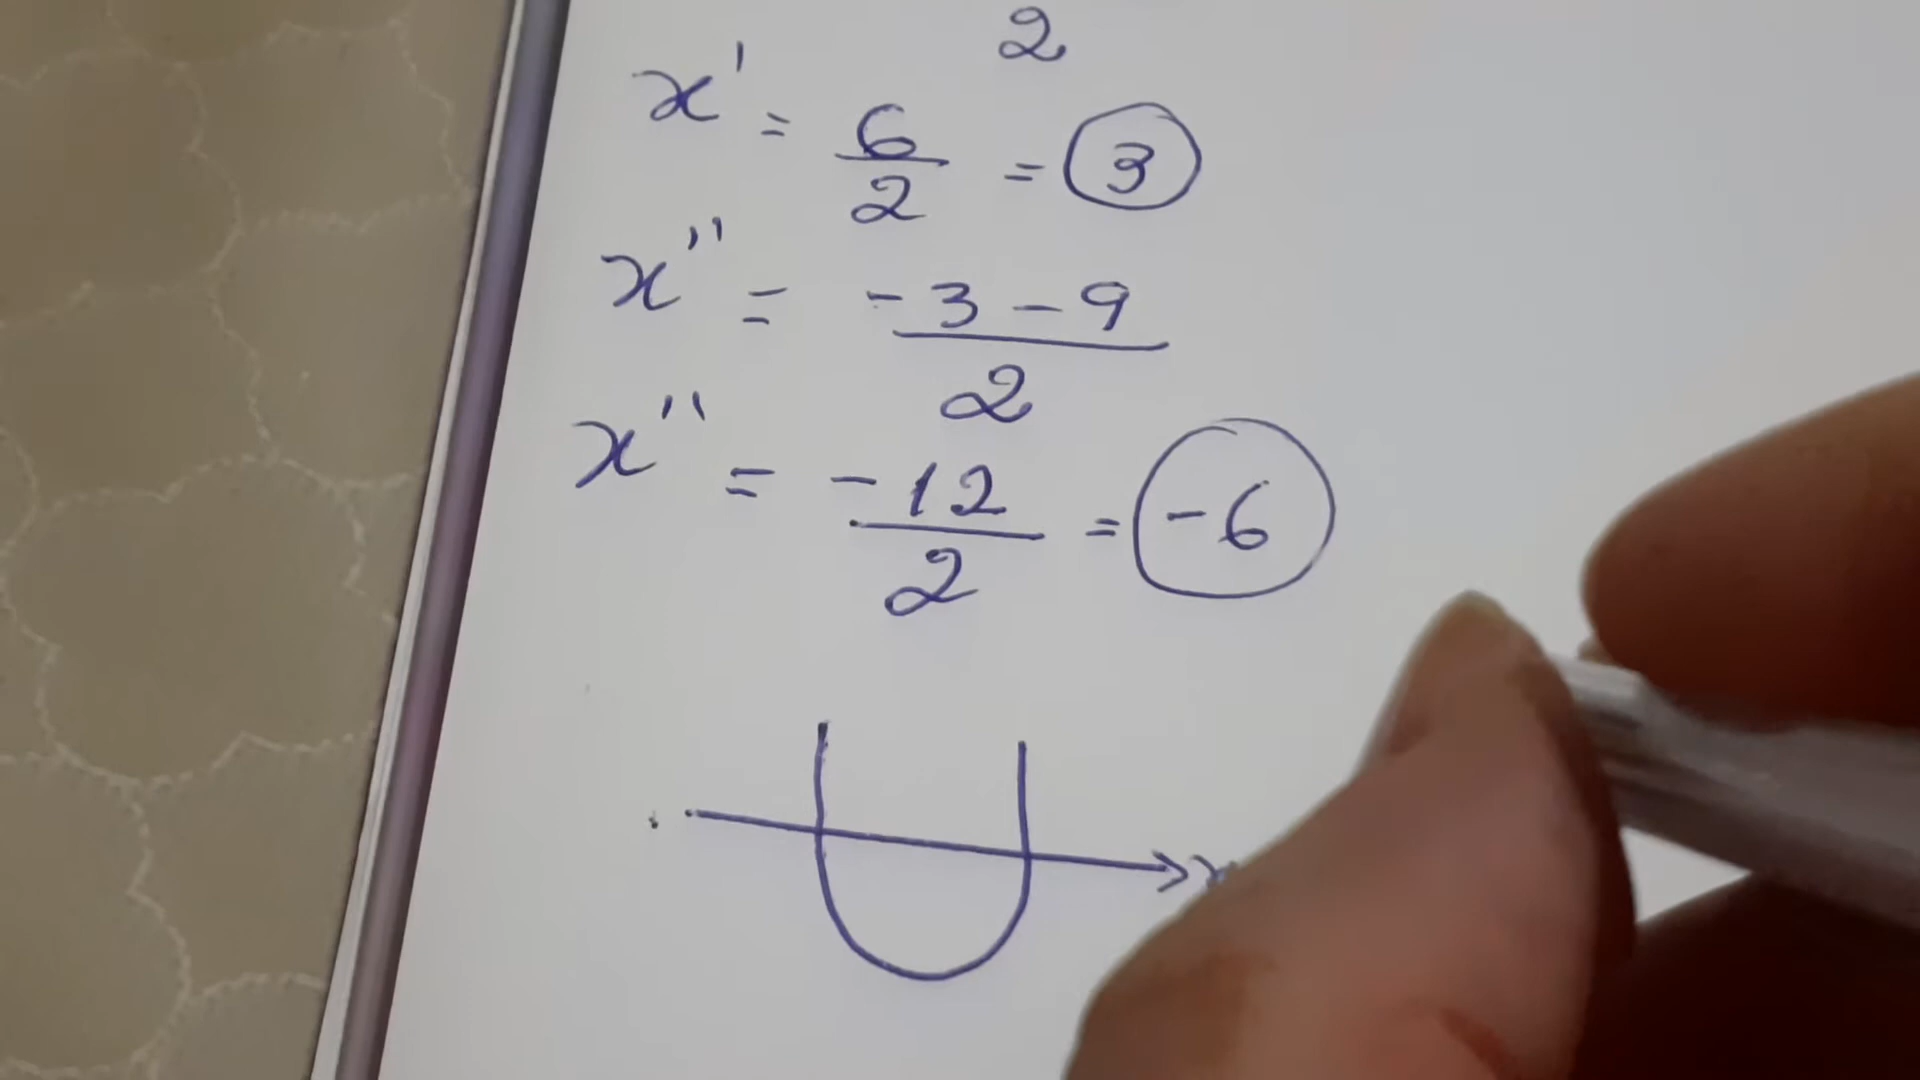 2
x' = 6/2 = 3
x'' = -3 - 9 / 2
x'' = -12/2 = -6
x